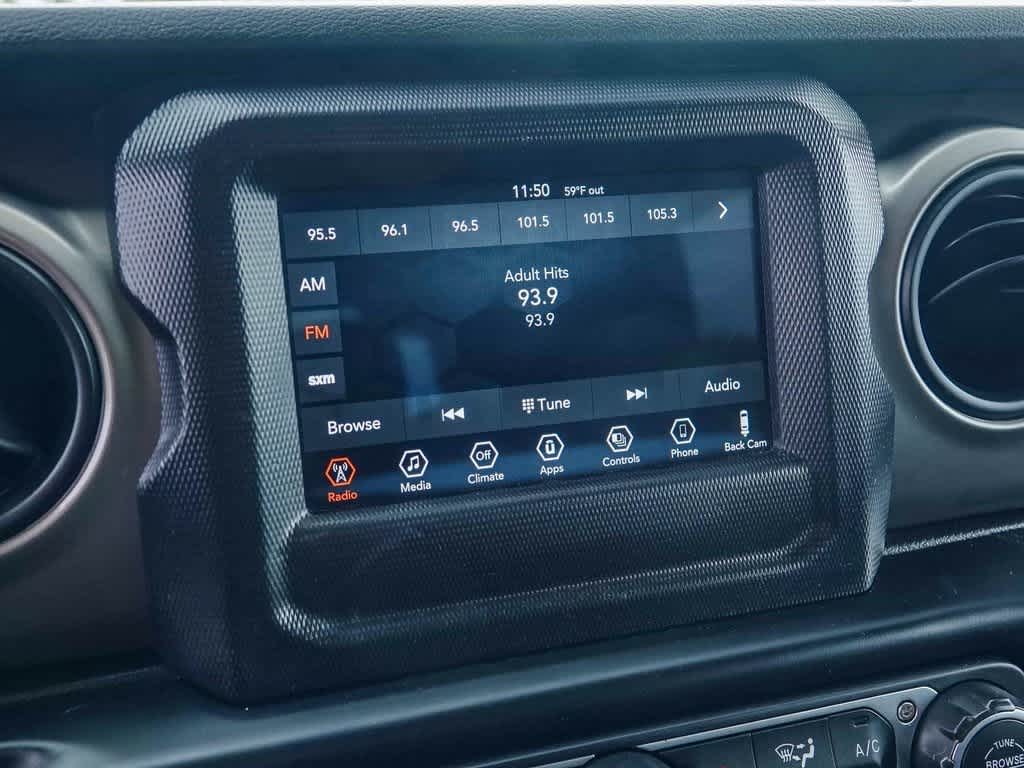 11:50 59°F out
95.5 96.1 96.5 101.5 101.5 105.3
AM
Adult Hits
93.9
FM
93.9
sxm
Browse Tune Audio
Radio Media Off Climate Apps Controls Phone Back Cam
A/C
TUNE
BROWSE